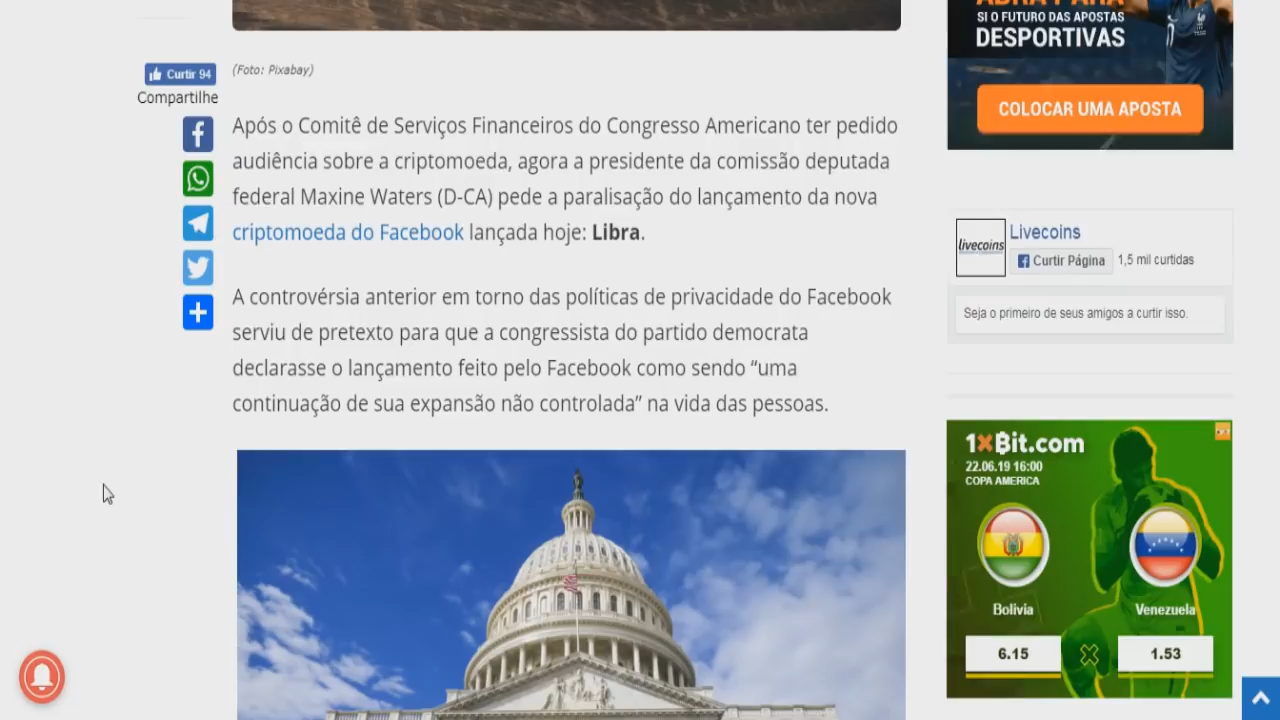 Curtir 94
Compartilhe
(Foto: Pixabay)
Após o Comitê de Serviços Financeiros do Congresso Americano ter pedido
audiência sobre a criptomoeda, agora a presidente da comissão deputada
federal Maxine Waters (D-CA) pede a paralisação do lançamento da nova
criptomoeda do Facebook lançada hoje: Libra.
A controvérsia anterior em torno das políticas de privacidade do Facebook
serviu de pretexto para que a congressista do partido democrata
declarasse o lançamento feito pelo Facebook como sendo “uma
continuação de sua expansão não controlada” na vida das pessoas.
ABRA PARA
SI O FUTURO DAS APOSTAS
DESPORTIVAS
COLOCAR UMA APOSTA
livecoins
Livecoins
Curtir Página
1,5 mil curtidas
Seja o primeiro de seus amigos a curtir isso.
1xBit.com
22.06.19 16:00
COPA AMERICA
Bolivia
Venezuela
6.15
1.53